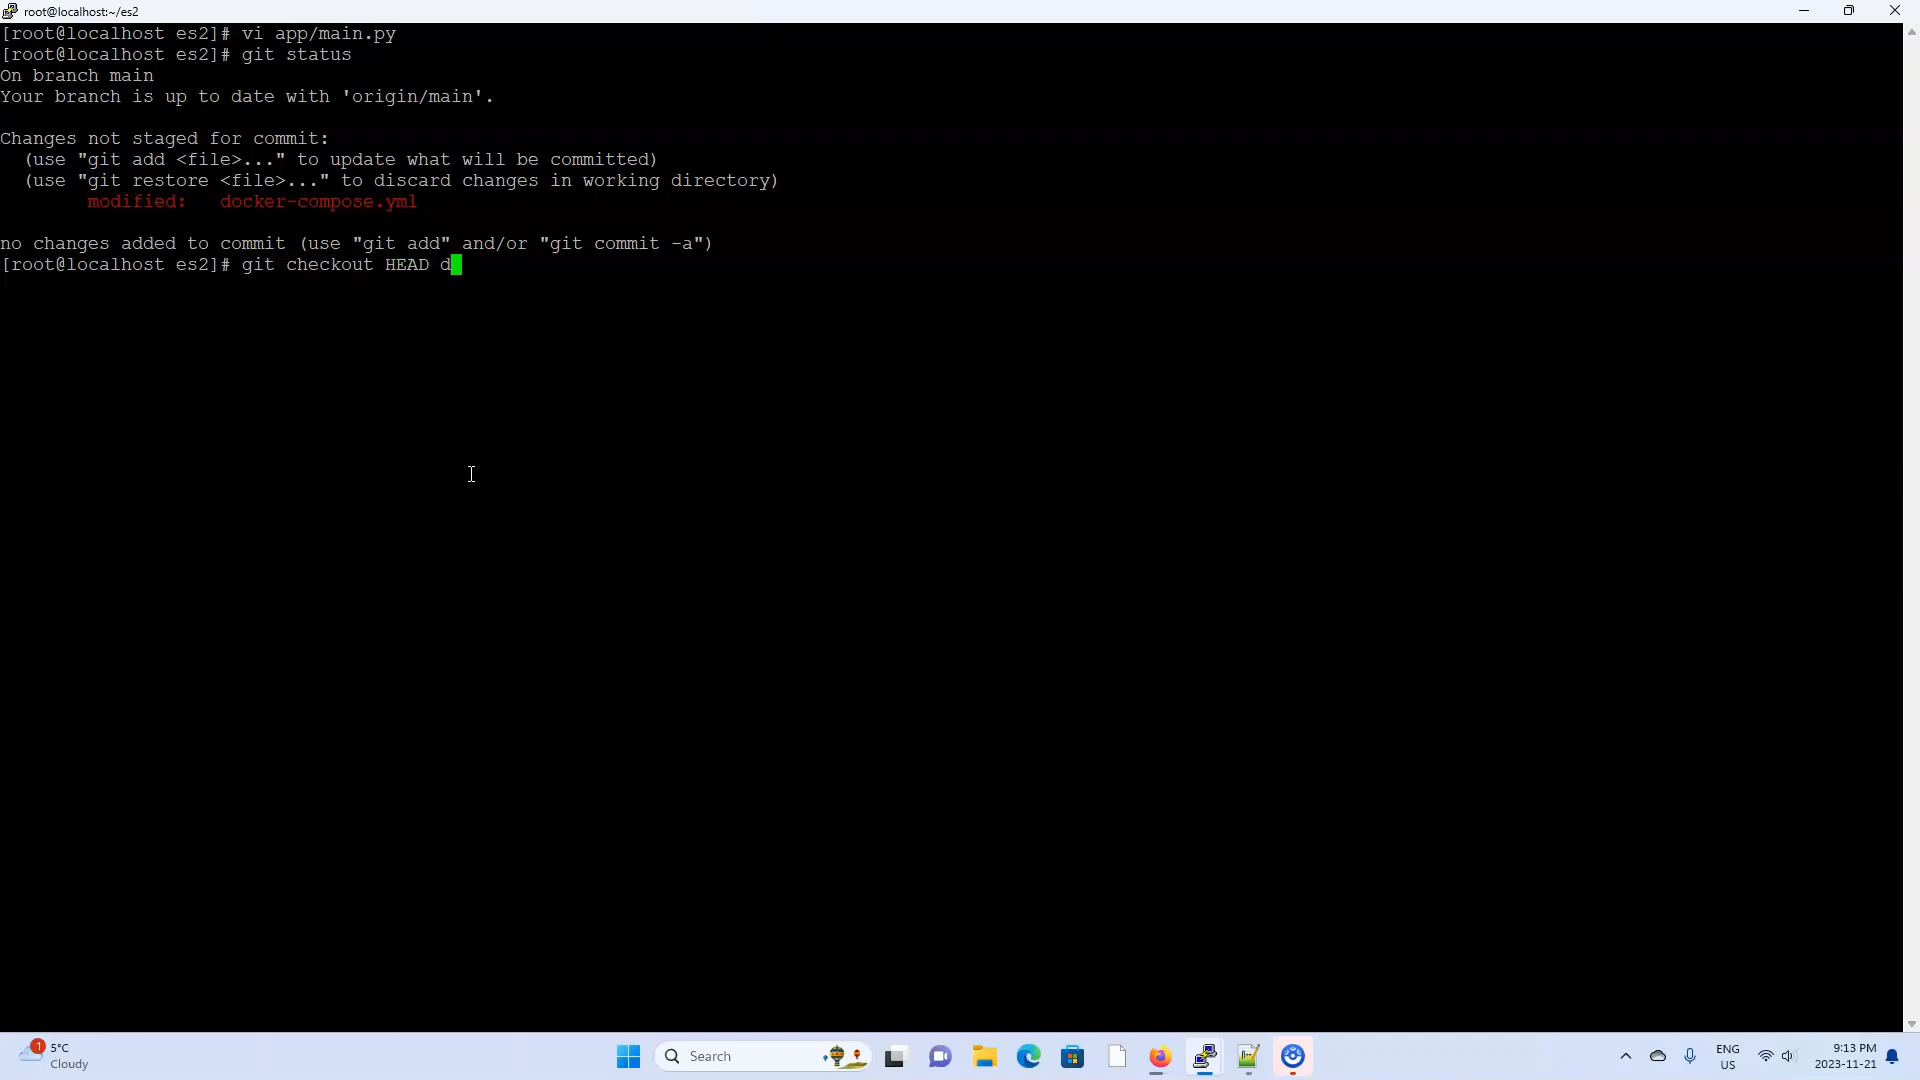 root@localhost:~/es2
[root@localhost es2]# vi app/main.py
[root@localhost es2]# git status
On branch main
Your branch is up to date with 'origin/main'.
Changes not staged for commit:
  (use "git add <file>..." to update what will be committed)
  (use "git restore <file>..." to discard changes in working directory)
        modified:   docker-compose.yml
no changes added to commit (use "git add" and/or "git commit -a")
[root@localhost es2]# git checkout HEAD d
1
5°C
Cloudy
Search
ENG
US
9:13 PM
2023-11-21